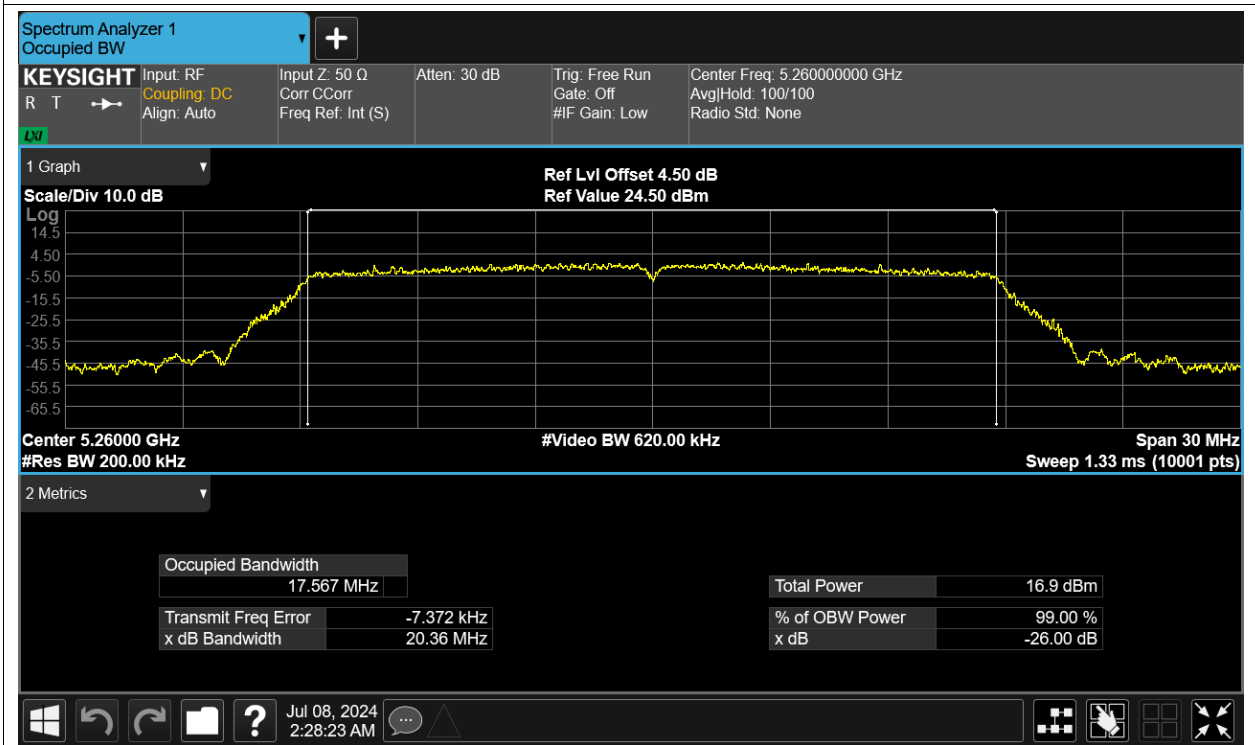 Spectrum Analyzer 1
Occupied BW
KEYSIGHT
R T
LXI
Input: RF
Coupling: DC
Align: Auto
Input Z: 50 Ω
Corr CCorr
Freq Ref: Int (S)
Atten: 30 dB
Trig: Free Run
Gate: Off
#IF Gain: Low
Center Freq: 5.260000000 GHz
Avg|Hold: 100/100
Radio Std: None
1 Graph
Scale/Div 10.0 dB
Ref Lvl Offset 4.50 dB
Ref Value 24.50 dBm
Log
14.5
4.50
-5.50
-15.5
-25.5
-35.5
-45.5
-55.5
-65.5
Center 5.26000 GHz
#Video BW 620.00 kHz
Span 30 MHz
#Res BW 200.00 kHz
Sweep 1.33 ms (10001 pts)
2 Metrics
Occupied Bandwidth
17.567 MHz
Total Power 16.9 dBm
Transmit Freq Error -7.372 kHz
% of OBW Power 99.00 %
x dB Bandwidth 20.36 MHz
x dB -26.00 dB
?
Jul 08, 2024
2:28:23 AM